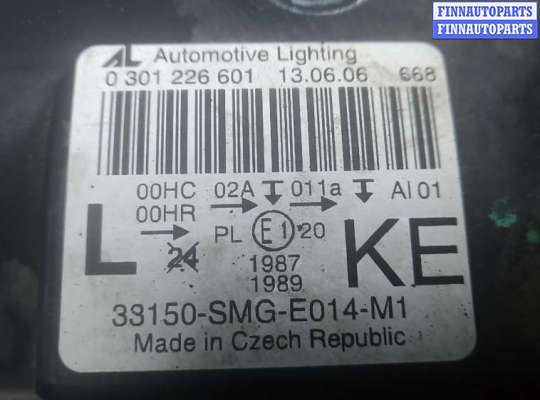 FINNAUTOPARTS
FINNAUTOPARTS
AL Automotive Lighting
0 301 226 601 13.06.06 668
00HC 02A 011a AI 01
00HR
L PL E1 20 KE
24
1987
1989
33150-SMG-E014-M1
Made in Czech Republic